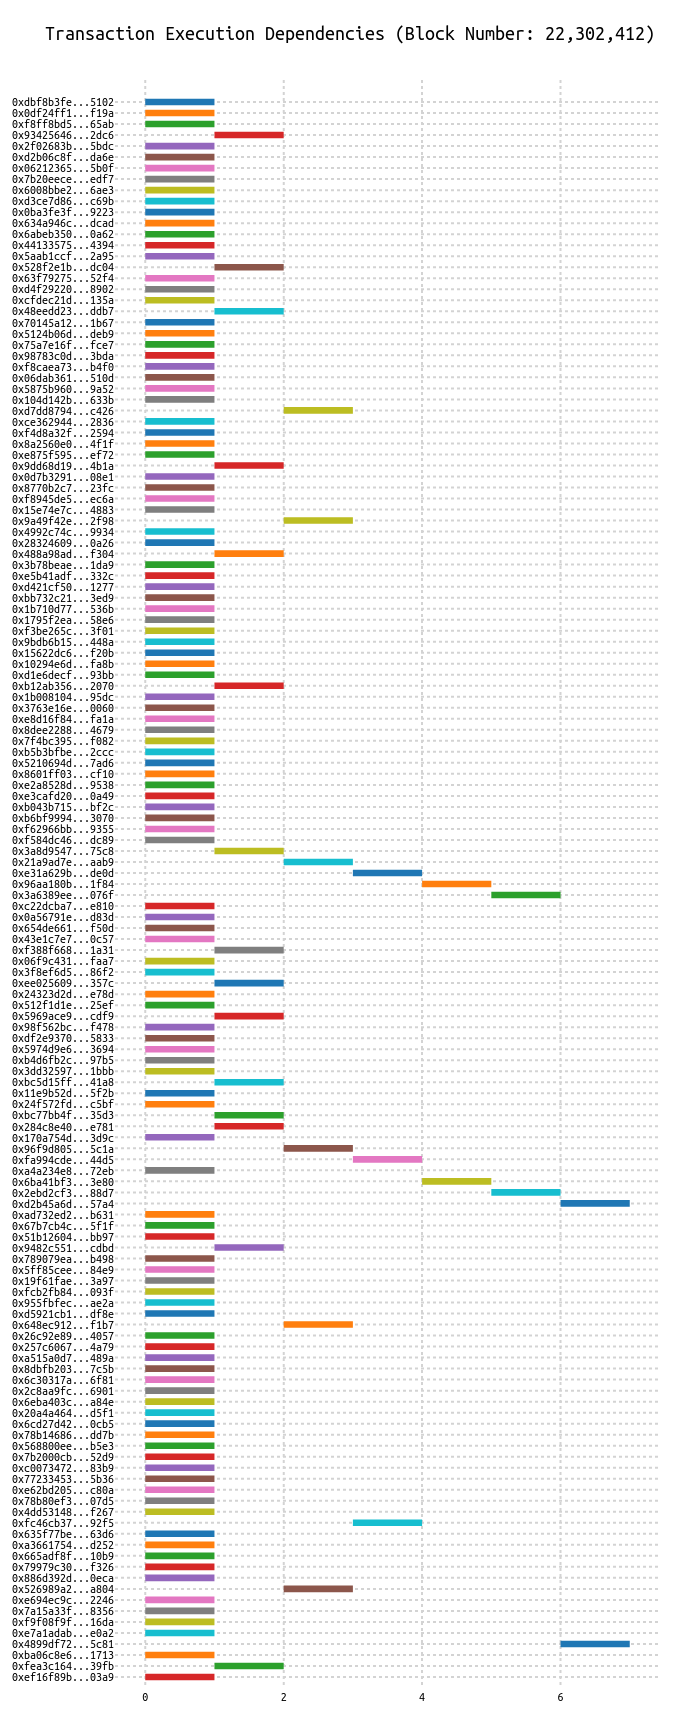 Transaction Execution Dependencies (Block Number: 22,302,412)
0xdbf8b3fe...5102
0x0df24ff1...f19a
0xf8ff8bd5...65ab
0x93425646...2dc6
0x2f02683b...5bdc
0xd2b06c8f...da6e
0x06212365...5b0f
0x7b20eece...edf7
0x6008bbe2...6ae3
0xd3ce7d86...c69b
0x0ba3fe3f...9223
0x634a946c...dcad
0x6abeb350...0a62
0x44133575...4394
0x5aab1ccf...2a95
0x528f2e1b...dc04
0x63f79275...52f4
0xd4f29220...8902
0xcfdec21d...135a
0x48eedd23...ddb7
0x70145a12...1b67
0x5124b06d...deb9
0x75a7e16f...fce7
0x98783c0d...3bda
0xf8caea73...b4f0
0x06dab361...510d
0x5875b960...9a52
0x104d142b...633b
0xd7dd8794...c426
0xce362944...2836
0xf4d8a32f...2594
0x8a2560e0...4f1f
0xe875f595...ef72
0x9dd68d19...4b1a
0x0d7b3291...08e1
0x8770b2c7...23fc
0xf8945de5...ec6a
0x15e74e7c...4883
0x9a49f42e...2f98
0x4992c74c...9934
0x28324609...0a26
0x488a98ad...f304
0x3b78beae...1da9
0xe5b41adf...332c
0xd421cf50...1277
0xbb732c21...3ed9
0x1b710d77...536b
0x1795f2ea...58e6
0xf3be265c...3f01
0x9bdb6b15...448a
0x15622dc6...f20b
0x10294e6d...fa8b
0xd1e6decf...93bb
0xb12ab356...2070
0x1b008104...95dc
0x3763e16e...0060
0xe8d16f84...fa1a
0x8dee2288...4679
0x7f4bc395...f082
0xb5b3bfbe...2ccc
0x5210694d...7ad6
0x8601ff03...cf10
0xe2a8528d...9538
0xe3cafd20...0a49
0xb043b715...bf2c
0xb6bf9994...3070
0xf62966bb...9355
0xf584dc46...dc89
0x3a8d9547...75c8
0x21a9ad7e...aab9
0xe31a629b...de0d
0x96aa180b...1f84
0x3a6389ee...076f
0xc22dcba7...e810
0x0a56791e...d83d
0x654de661...f50d
0x43e1c7e7...0c57
0xf388f668...1a31
0x06f9c431...faa7
0x3f8ef6d5...86f2
0xee025609...357c
0x24323d2d...e78d
0x512f1d1e...25ef
0x5969ace9...cdf9
0x98f562bc...f478
0xdf2e9370...5833
0x5974d9e6...3694
0xb4d6fb2c...97b5
0x3dd32597...1bbb
0xbc5d15ff...41a8
0x11e9b52d...5f2b
0x24f572fd...c5bf
0xbc77bb4f...35d3
0x284c8e40...e781
0x170a754d...3d9c
0x96f9d805...5c1a
0xfa994cde...44d5
0xa4a234e8...72eb
0x6ba41bf3...3e80
0x2ebd2cf3...88d7
0xd2b45a6d...57a4
0xad732ed2...b631
0x67b7cb4c...5f1f
0x51b12604...bb97
0x9482c551...cdbd
0x789079ea...b498
0x5ff85cee...84e9
0x19f61fae...3a97
0xfcb2fb84...093f
0x955fbfec...ae2a
0xd5921cb1...df8e
0x648ec912...f1b7
0x26c92e89...4057
0x257c6067...4a79
0xa515a0d7...489a
0x8dbfb203...7c5b
0x6c30317a...6f81
0x2c8aa9fc...6901
0x6eba403c...a84e
0x20a4a464...d5f1
0x6cd27d42...0cb5
0x78b14686...dd7b
0x568800ee...b5e3
0x7b2000cb...52d9
0xc0073472...83b9
0x77233453...5b36
0xe62bd205...c80a
0x78b80ef3...07d5
0x4dd53148...f267
0xfc46cb37...92f5
0x635f77be...63d6
0xa3661754...d252
0x665adf8f...10b9
0x79979c30...f326
0x886d392d...0eca
0x526989a2...a804
0xe694ec9c...2246
0x7a15a33f...8356
0xf9f08f9f...16da
0xe7a1adab...e0a2
0x4899df72...5c81
0xba06c8e6...1713
0xfea3c164...39fb
0xef16f89b...03a9
0 2 4 6